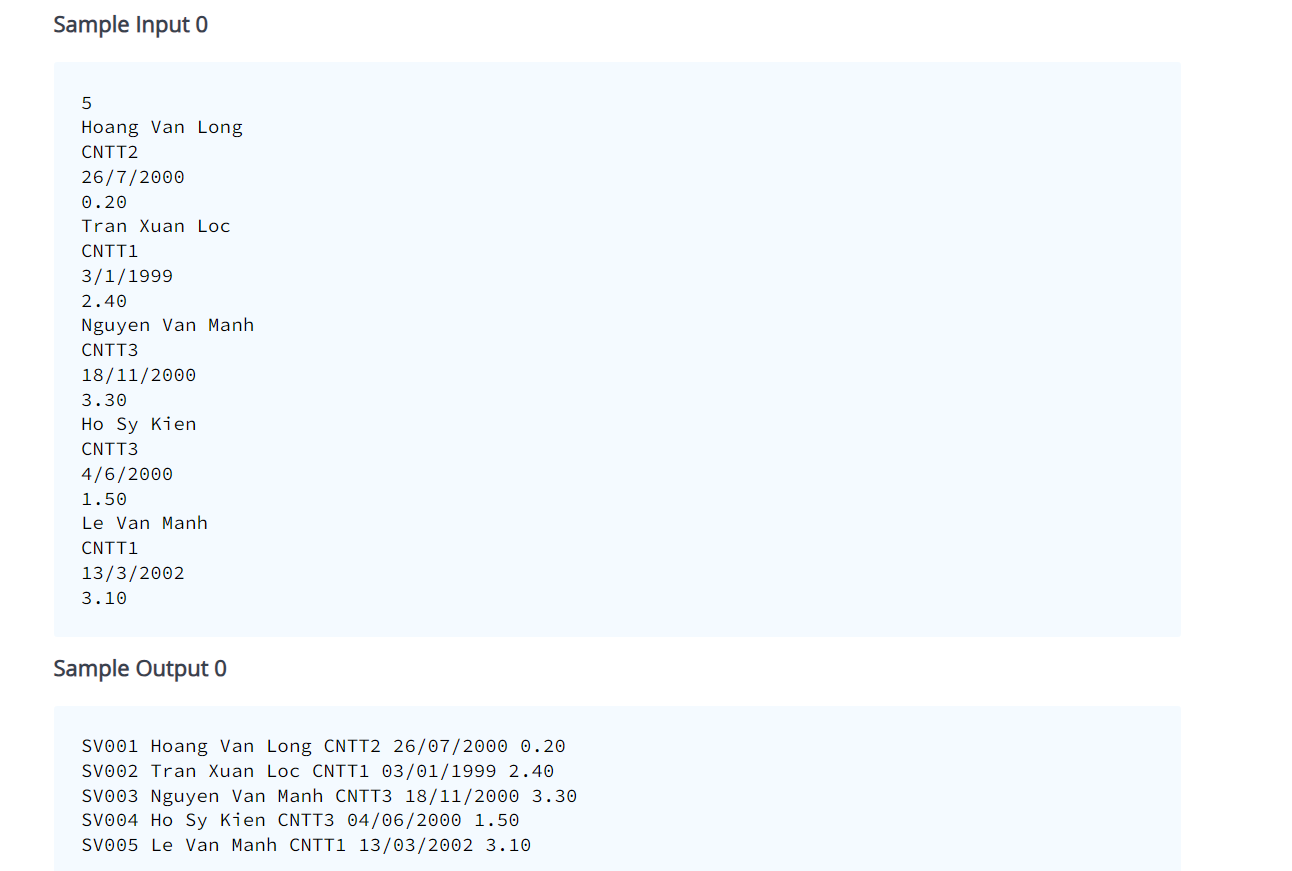 Sample Input 0
5
Hoang Van Long
CNTT2
26/7/2000
0.20
Tran Xuan Loc
CNTT1
3/1/1999
2.40
Nguyen Van Manh
CNTT3
18/11/2000
3.30
Ho Sy Kien
CNTT3
4/6/2000
1.50
Le Van Manh
CNTT1
13/3/2002
3.10
Sample Output 0
SV001 Hoang Van Long CNTT2 26/07/2000 0.20
SV002 Tran Xuan Loc CNTT1 03/01/1999 2.40
SV003 Nguyen Van Manh CNTT3 18/11/2000 3.30
SV004 Ho Sy Kien CNTT3 04/06/2000 1.50
SV005 Le Van Manh CNTT1 13/03/2002 3.10